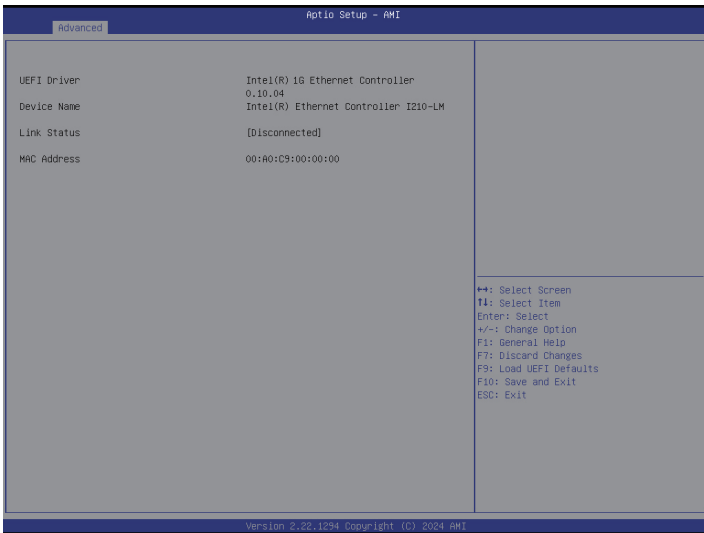 Aptio Setup – AMI
Advanced
UEFI Driver Intel(R) 1G Ethernet Controller
0.10.04
Device Name Intel(R) Ethernet Controller I210-LM
Link Status [Disconnected]
MAC Address 00:A0:C9:00:00:00
↔: Select Screen
↑↓: Select Item
Enter: Select
+/-: Change Option
F1: General Help
F7: Discard Changes
F9: Load UEFI Defaults
F10: Save and Exit
ESC: Exit
Version 2.22.1294 Copyright (C) 2024 AMI